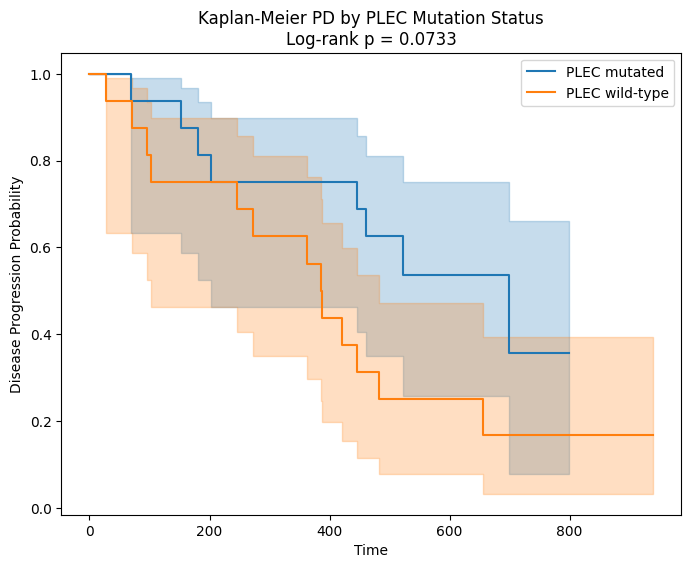 Kaplan-Meier PD by PLEC Mutation Status
Log-rank p = 0.0733
PLEC mutated
PLEC wild-type
Disease Progression Probability
1.0
0.8
0.6
0.4
0.2
0.0
0
200
400
600
800
Time